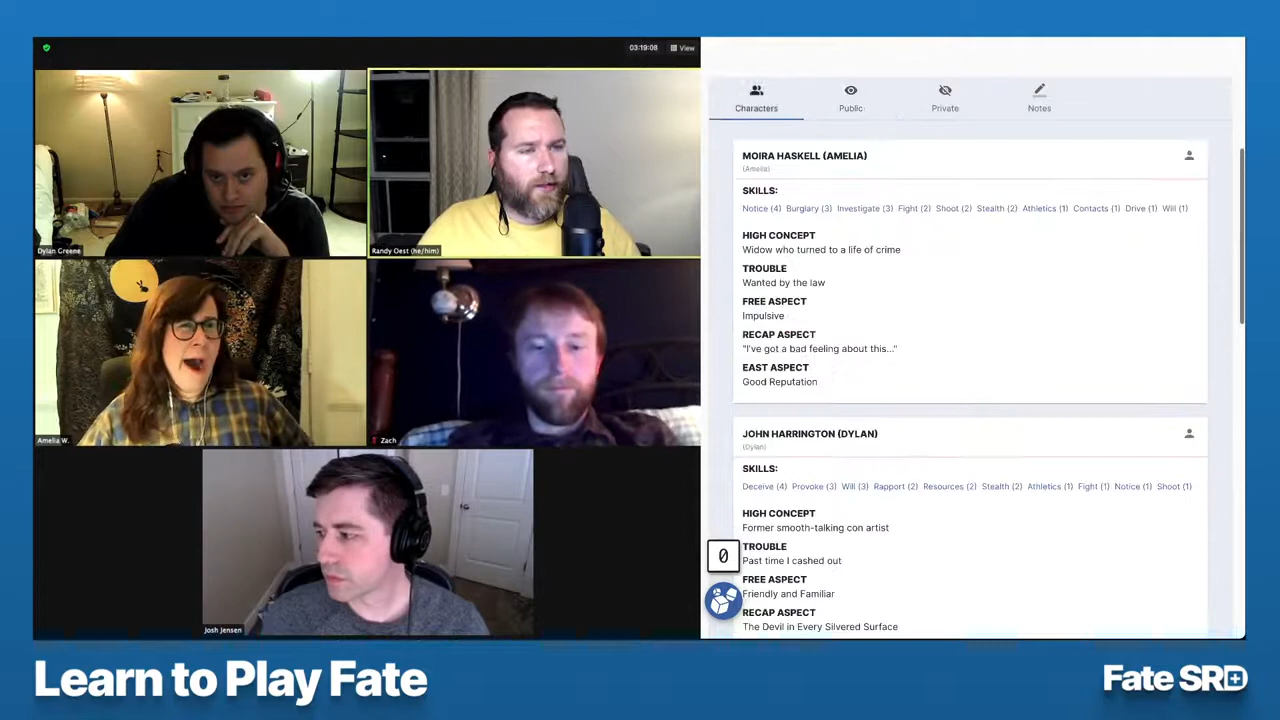 03:19:08
View
Dylan Greene
Randy Oest (he/him)
Amelia W.
Zach
Josh Jensen
Characters
Public
Private
Notes
MOIRA HASKELL (AMELIA)
(Amelia)
SKILLS:
Notice (4) Burglary (3) Investigate (3) Fight (2) Shoot (2) Stealth (2) Athletics (1) Contacts (1) Drive (1) Will (1)
HIGH CONCEPT
Widow who turned to a life of crime
TROUBLE
Wanted by the law
FREE ASPECT
Impulsive
RECAP ASPECT
"I've got a bad feeling about this..."
EAST ASPECT
Good Reputation
JOHN HARRINGTON (DYLAN)
(Dylan)
SKILLS:
Deceive (4) Provoke (3) Will (3) Rapport (2) Resources (2) Stealth (2) Athletics (1) Fight (1) Notice (1) Shoot (1)
HIGH CONCEPT
Former smooth-talking con artist
TROUBLE
Past time I cashed out
FREE ASPECT
Friendly and Familiar
RECAP ASPECT
The Devil in Every Silvered Surface
0
Learn to Play Fate
Fate SRD